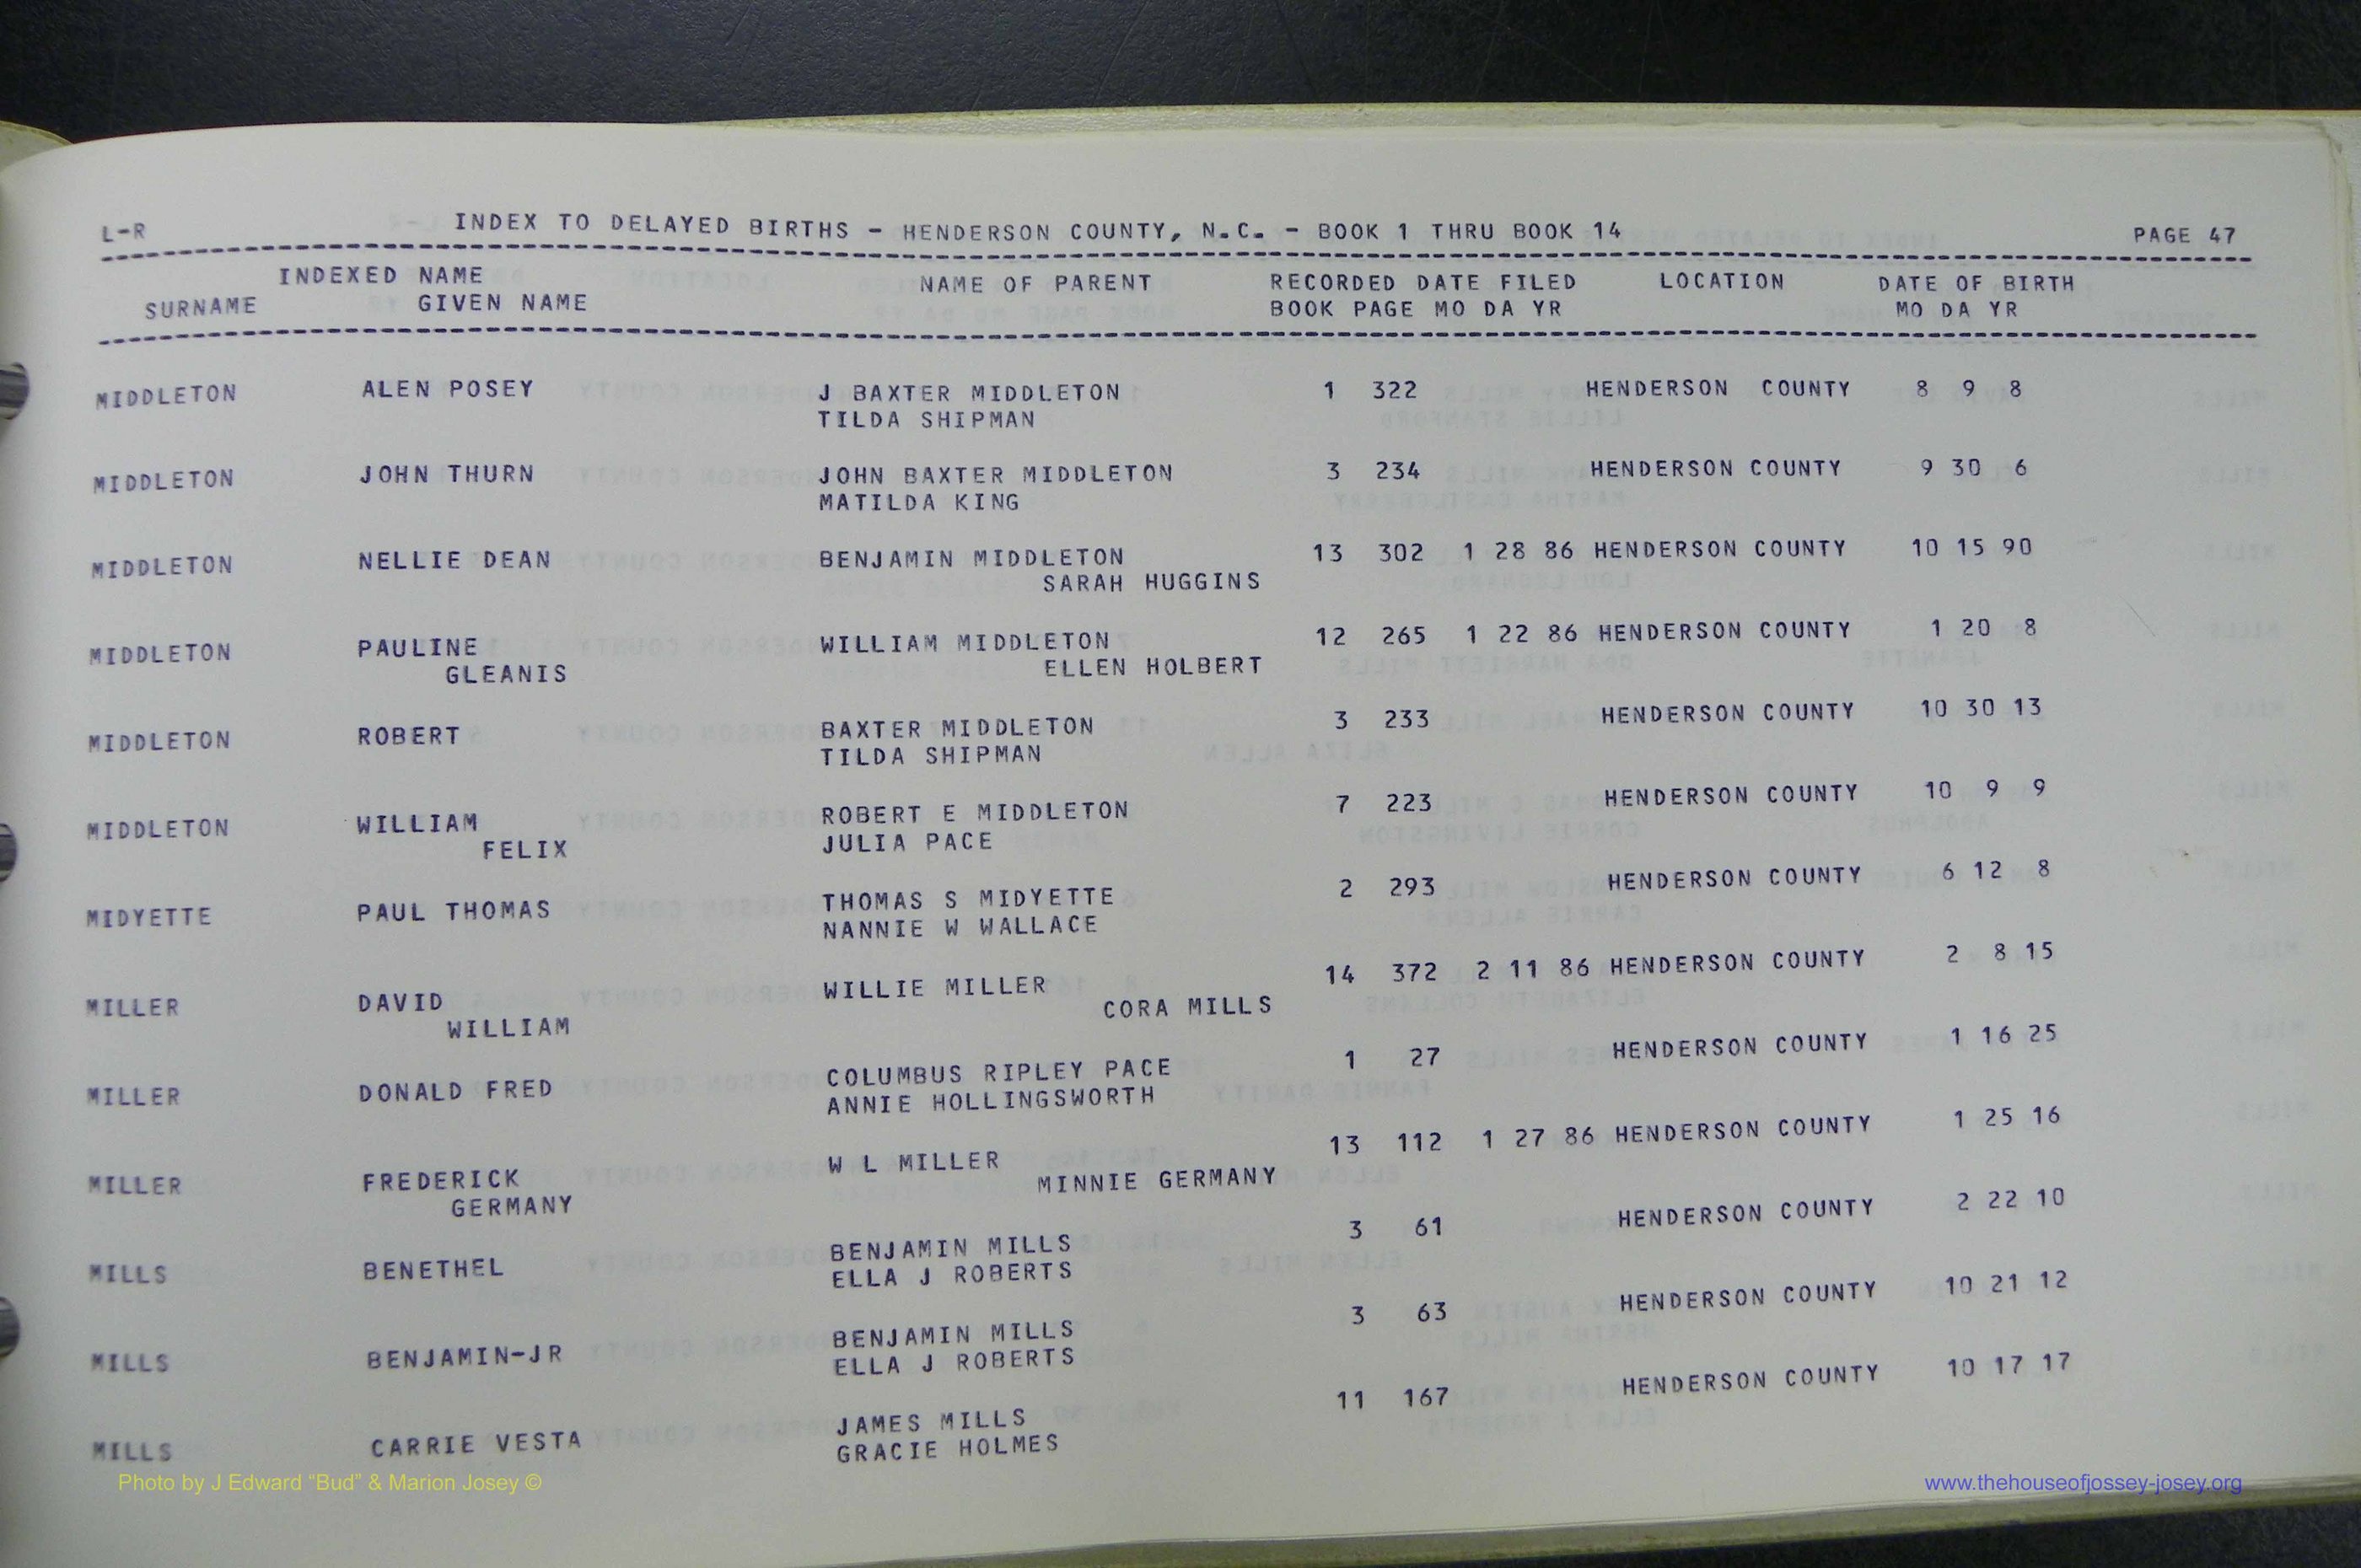 L-R INDEX TO DELAYED BIRTHS - HENDERSON COUNTY, N.C. - BOOK 1 THRU BOOK 14 PAGE 47
INDEXED NAME NAME OF PARENT RECORDED DATE FILED LOCATION DATE OF BIRTH
SURNAME GIVEN NAME BOOK PAGE MO DA YR MO DA YR
MIDDLETON ALEN POSEY J BAXTER MIDDLETON 1 322 HENDERSON COUNTY 8 9 8
TILDA SHIPMAN
MIDDLETON JOHN THURN JOHN BAXTER MIDDLETON 3 234 HENDERSON COUNTY 9 30 6
MATILDA KING
MIDDLETON NELLIE DEAN BENJAMIN MIDDLETON 13 302 1 28 86 HENDERSON COUNTY 10 15 90
SARAH HUGGINS
MIDDLETON PAULINE WILLIAM MIDDLETON 12 265 1 22 86 HENDERSON COUNTY 1 20 8
GLEANIS ELLEN HOLBERT
MIDDLETON ROBERT BAXTER MIDDLETON 3 233 HENDERSON COUNTY 10 30 13
TILDA SHIPMAN
MIDDLETON WILLIAM ROBERT E MIDDLETON 7 223 HENDERSON COUNTY 10 9 9
FELIX JULIA PACE
MIDYETTE PAUL THOMAS THOMAS S MIDYETTE 2 293 HENDERSON COUNTY 6 12 8
NANNIE W WALLACE
MILLER DAVID WILLIE MILLER 14 372 2 11 86 HENDERSON COUNTY 2 8 15
WILLIAM CORA MILLS
MILLER DONALD FRED COLUMBUS RIPLEY PACE 1 27 HENDERSON COUNTY 1 16 25
ANNIE HOLLINGSWORTH
MILLER FREDERICK W L MILLER 13 112 1 27 86 HENDERSON COUNTY 1 25 16
GERMANY MINNIE GERMANY
MILLS BENETHEL BENJAMIN MILLS 3 61 HENDERSON COUNTY 2 22 10
ELLA J ROBERTS
MILLS BENJAMIN-JR BENJAMIN MILLS 3 63 HENDERSON COUNTY 10 21 12
ELLA J ROBERTS
MILLS CARRIE VESTA JAMES MILLS 11 167 HENDERSON COUNTY 10 17 17
GRACIE HOLMES
Photo by J Edward “Bud” & Marion Josey © www.thehouseofjossey-josey.org